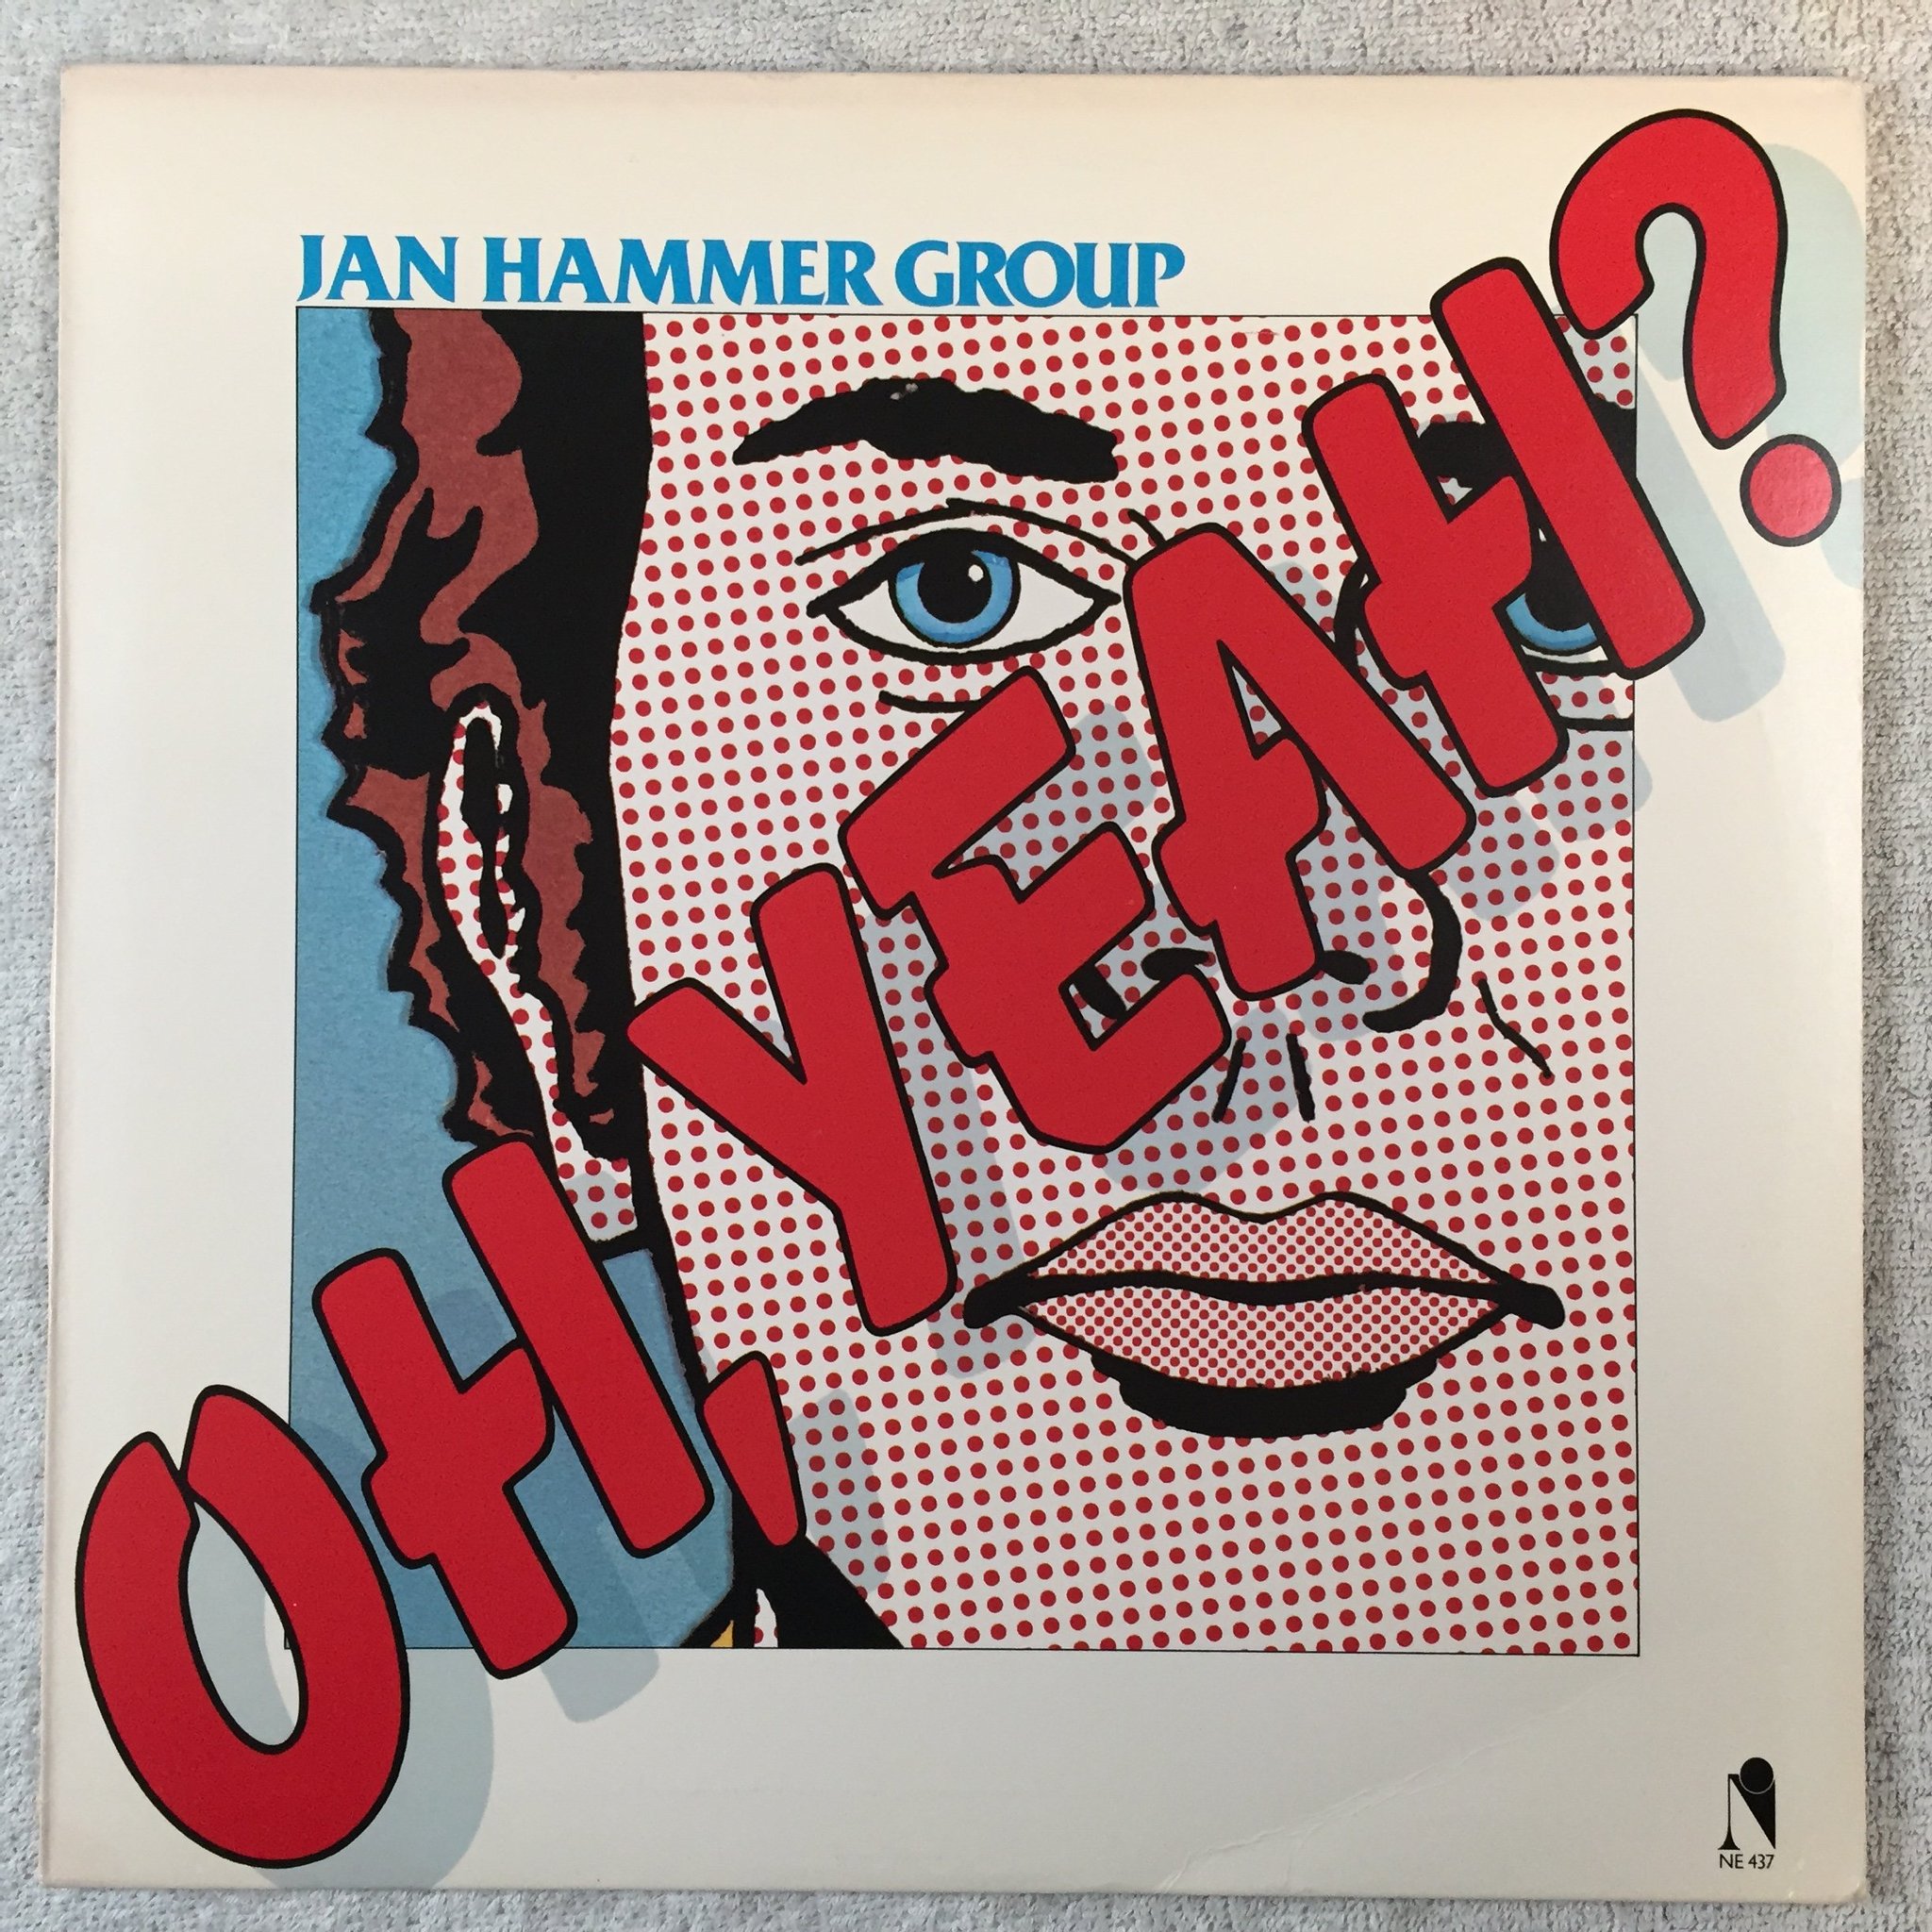 JAN HAMMER GROUP
OH, YEAH?
NE 437